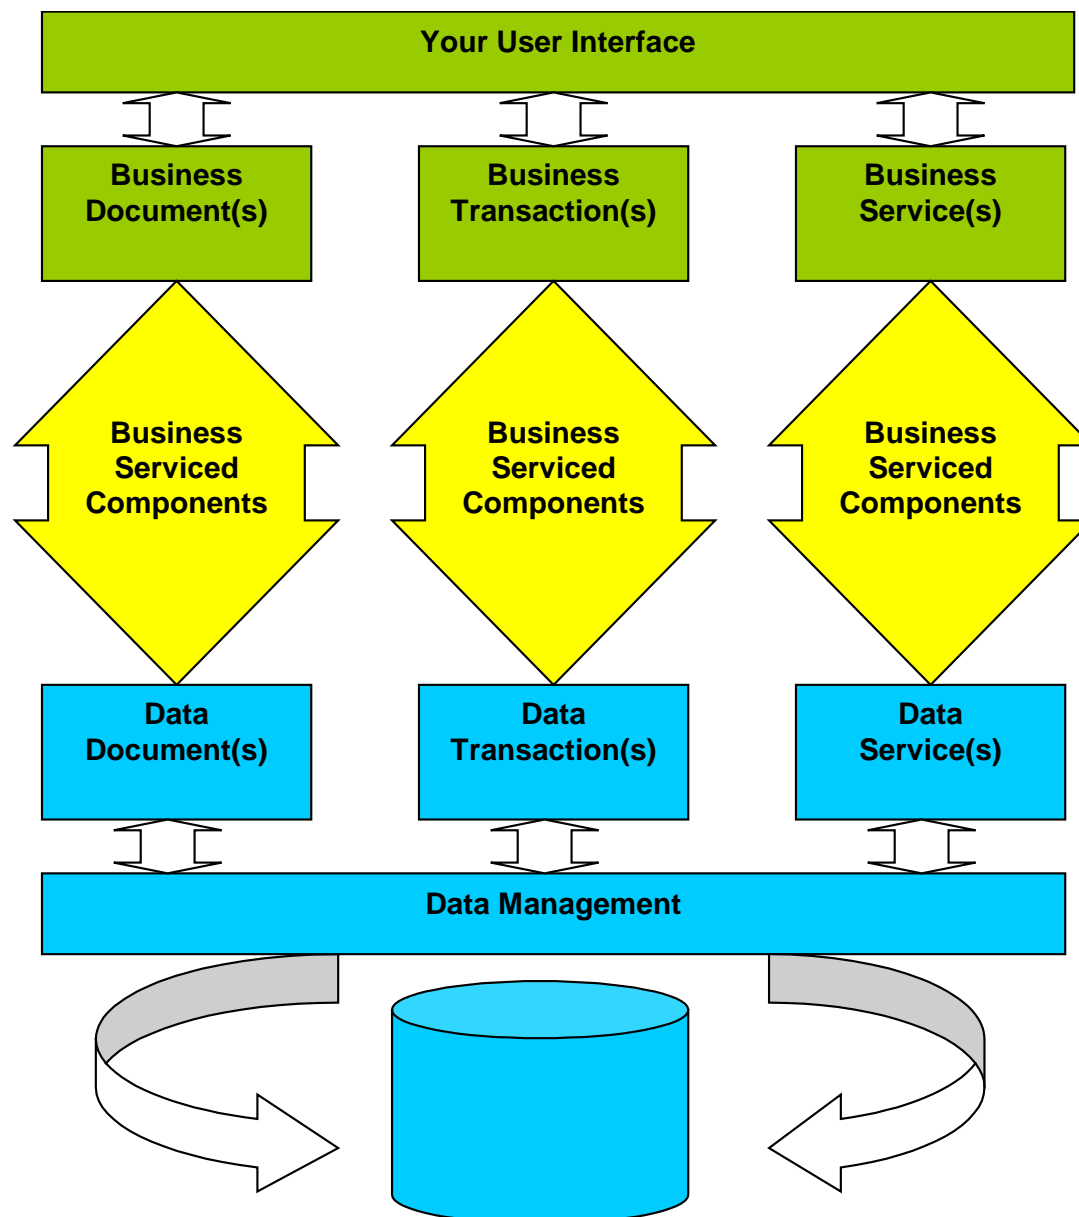 Your User Interface
Business
Document(s)
Business
Transaction(s)
Business
Service(s)
Business
Serviced
Components
Business
Serviced
Components
Business
Serviced
Components
Data
Document(s)
Data
Transaction(s)
Data
Service(s)
Data Management